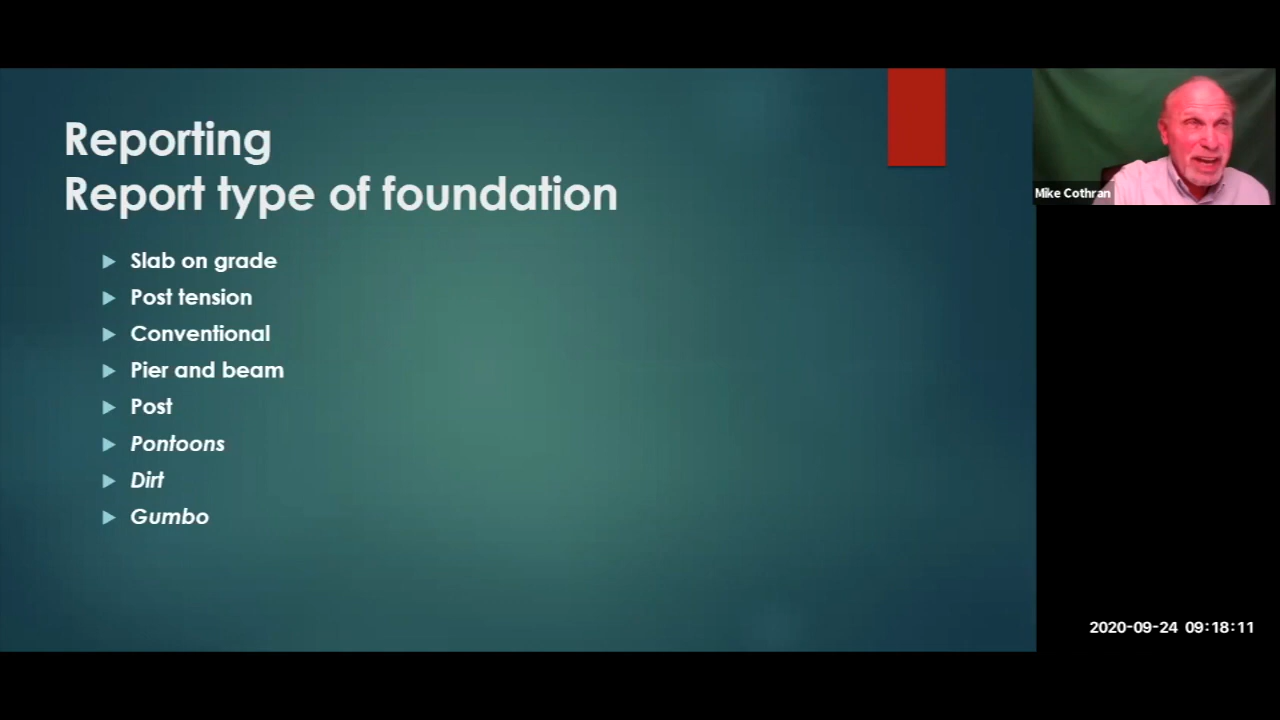 Reporting
Report type of foundation
Slab on grade
Post tension
Conventional
Pier and beam
Post
Pontoons
Dirt
Gumbo
Mike Cothran
2020-09-24 09:18:11